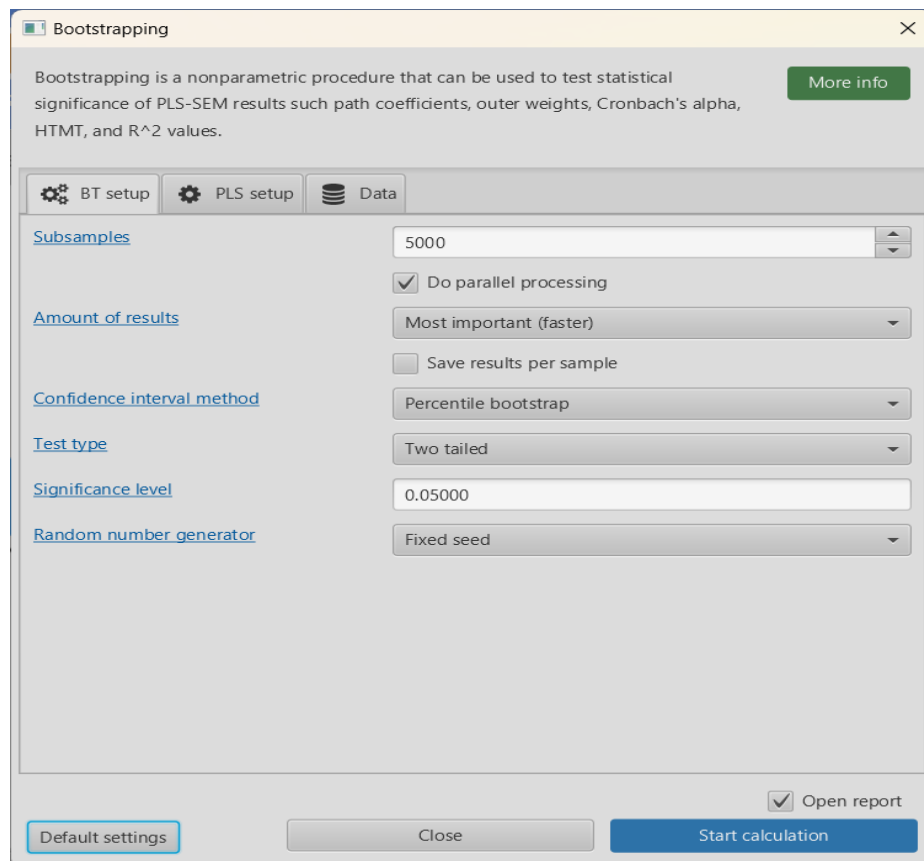 Bootstrapping
Bootstrapping is a nonparametric procedure that can be used to test statistical
significance of PLS-SEM results such path coefficients, outer weights, Cronbach's alpha,
HTMT, and R^2 values.
More info
BT setup
PLS setup
Data
Subsamples
5000
Do parallel processing
Amount of results
Most important (faster)
Save results per sample
Confidence interval method
Percentile bootstrap
Test type
Two tailed
Significance level
0.05000
Random number generator
Fixed seed
Open report
Default settings
Close
Start calculation